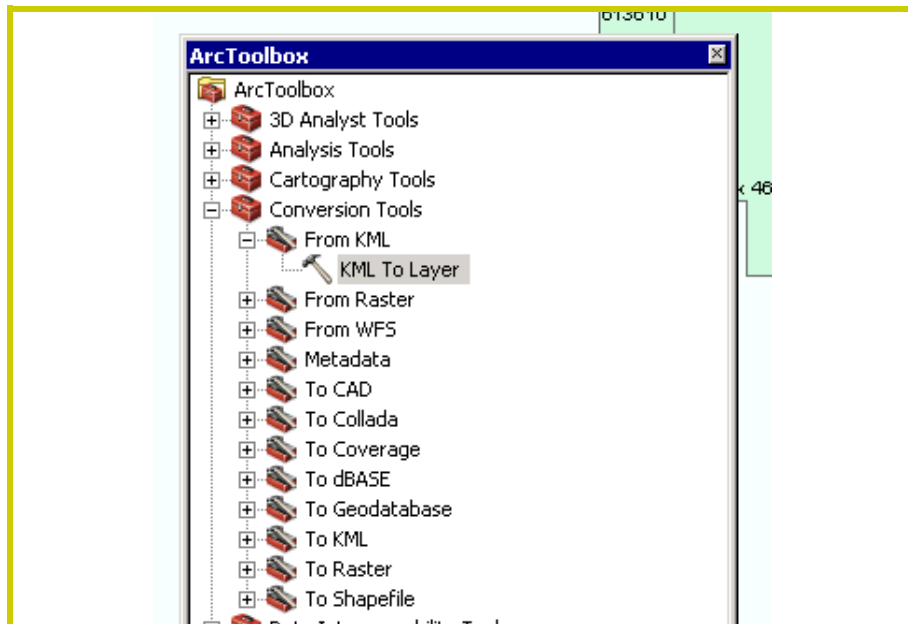 613610
ArcToolbox
ArcToolbox
3D Analyst Tools
Analysis Tools
Cartography Tools
x 46
Conversion Tools
From KML
KML To Layer
From Raster
From WFS
Metadata
To CAD
To Collada
To Coverage
To dBASE
To Geodatabase
To KML
To Raster
To Shapefile